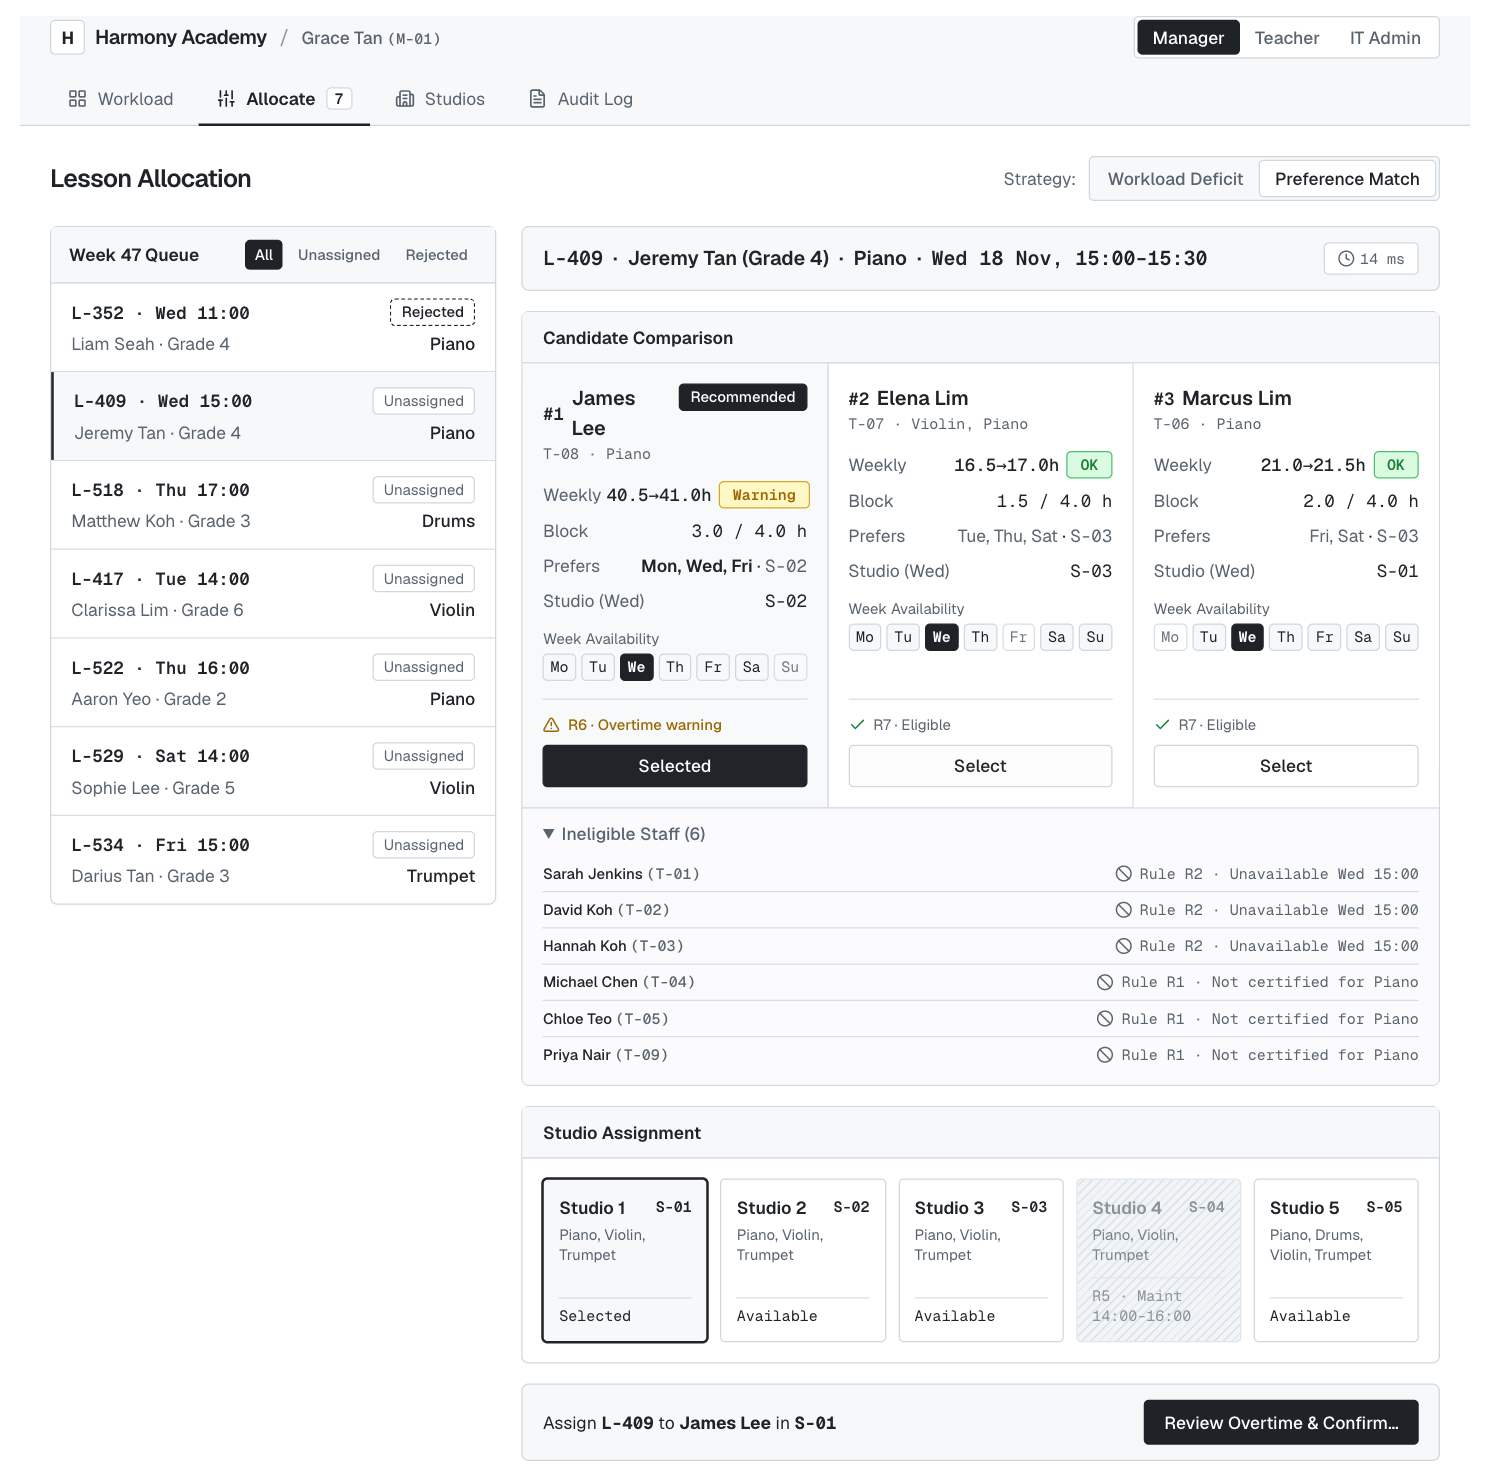 H Harmony Academy / Grace Tan (M-01)
Manager Teacher IT Admin
Workload Allocate 7 Studios Audit Log
Lesson Allocation
Strategy: Workload Deficit Preference Match
Week 47 Queue All Unassigned Rejected
L-352 · Wed 11:00 Rejected
Liam Seah · Grade 4 Piano
L-409 · Wed 15:00 Unassigned
Jeremy Tan · Grade 4 Piano
L-518 · Thu 17:00 Unassigned
Matthew Koh · Grade 3 Drums
L-417 · Tue 14:00 Unassigned
Clarissa Lim · Grade 6 Violin
L-522 · Thu 16:00 Unassigned
Aaron Yeo · Grade 2 Piano
L-529 · Sat 14:00 Unassigned
Sophie Lee · Grade 5 Violin
L-534 · Fri 15:00 Unassigned
Darius Tan · Grade 3 Trumpet
L-409 · Jeremy Tan (Grade 4) · Piano · Wed 18 Nov, 15:00–15:30 14 ms
Candidate Comparison
#1 James Lee Recommended
T-08 · Piano
Weekly 40.5→41.0h Warning
Block 3.0 / 4.0 h
Prefers Mon, Wed, Fri · S-02
Studio (Wed) S-02
Week Availability
Mo Tu We Th Fr Sa Su
R6 · Overtime warning
Selected
#2 Elena Lim
T-07 · Violin, Piano
Weekly 16.5→17.0h OK
Block 1.5 / 4.0 h
Prefers Tue, Thu, Sat · S-03
Studio (Wed) S-03
Week Availability
Mo Tu We Th Fr Sa Su
R7 · Eligible
Select
#3 Marcus Lim
T-06 · Piano
Weekly 21.0→21.5h OK
Block 2.0 / 4.0 h
Prefers Fri, Sat · S-03
Studio (Wed) S-01
Week Availability
Mo Tu We Th Fr Sa Su
R7 · Eligible
Select
▼ Ineligible Staff (6)
Sarah Jenkins (T-01) Rule R2 · Unavailable Wed 15:00
David Koh (T-02) Rule R2 · Unavailable Wed 15:00
Hannah Koh (T-03) Rule R2 · Unavailable Wed 15:00
Michael Chen (T-04) Rule R1 · Not certified for Piano
Chloe Teo (T-05) Rule R1 · Not certified for Piano
Priya Nair (T-09) Rule R1 · Not certified for Piano
Studio Assignment
Studio 1 S-01
Piano, Violin,
Trumpet
Selected
Studio 2 S-02
Piano, Violin,
Trumpet
Available
Studio 3 S-03
Piano, Violin,
Trumpet
Available
Studio 4 S-04
Piano, Violin,
Trumpet
R5 · Maint
14:00–16:00
Studio 5 S-05
Piano, Drums,
Violin, Trumpet
Available
Assign L-409 to James Lee in S-01
Review Overtime & Confirm…